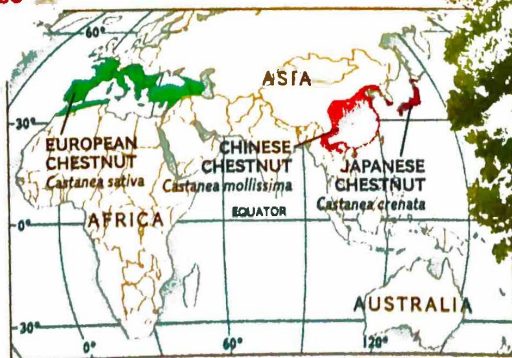 60°
ASIA
30°
EUROPEAN
CHESTNUT
Castanea sativa
CHINESE
CHESTNUT
Castanea mollissima
JAPANESE
CHESTNUT
Castanea crenata
EQUATOR
AFRICA
0°
AUSTRALIA
30°
0°
60°
120°